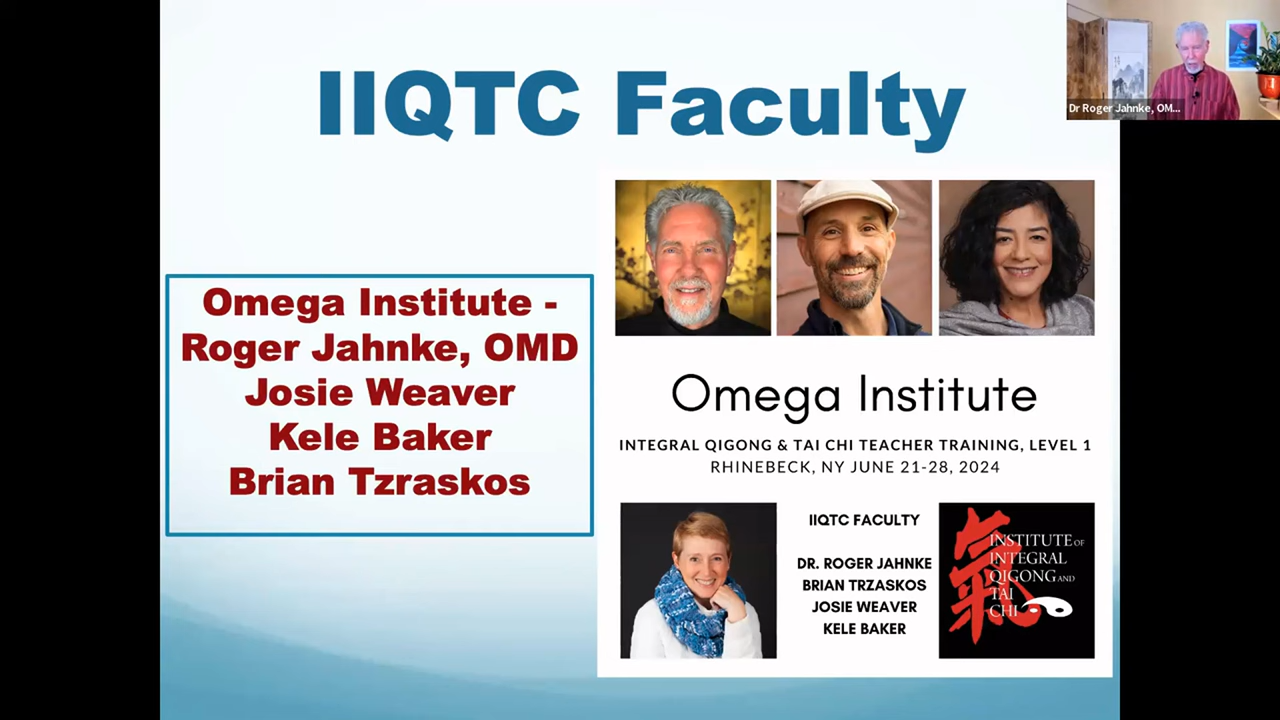 IIQTC Faculty
Dr Roger Jahnke, OM...
Omega Institute -
Roger Jahnke, OMD
Josie Weaver
Kele Baker
Brian Tzraskos
Omega Institute
INTEGRAL QIGONG & TAI CHI TEACHER TRAINING, LEVEL 1
RHINEBECK, NY JUNE 21-28, 2024
IIQTC FACULTY
DR. ROGER JAHNKE
BRIAN TRZASKOS
JOSIE WEAVER
KELE BAKER
氣
INSTITUTE OF
INTEGRAL
QIGONG AND
TAI
CHI